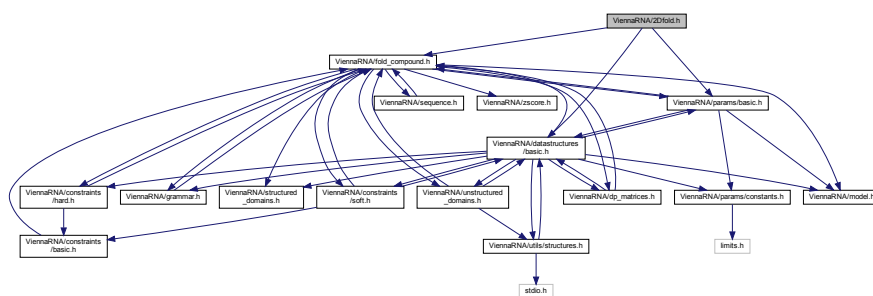 ViennaRNA/2Dfold.h
ViennaRNA/fold_compound.h
ViennaRNA/sequence.h
ViennaRNA/zscore.h
ViennaRNA/params/basic.h
ViennaRNA/datastructures
/basic.h
ViennaRNA/constraints
/hard.h
ViennaRNA/grammar.h
ViennaRNA/structured
_domains.h
ViennaRNA/constraints
/soft.h
ViennaRNA/unstructured
_domains.h
ViennaRNA/dp_matrices.h
ViennaRNA/params/constants.h
ViennaRNA/model.h
ViennaRNA/constraints
/basic.h
ViennaRNA/utils/structures.h
limits.h
stdio.h